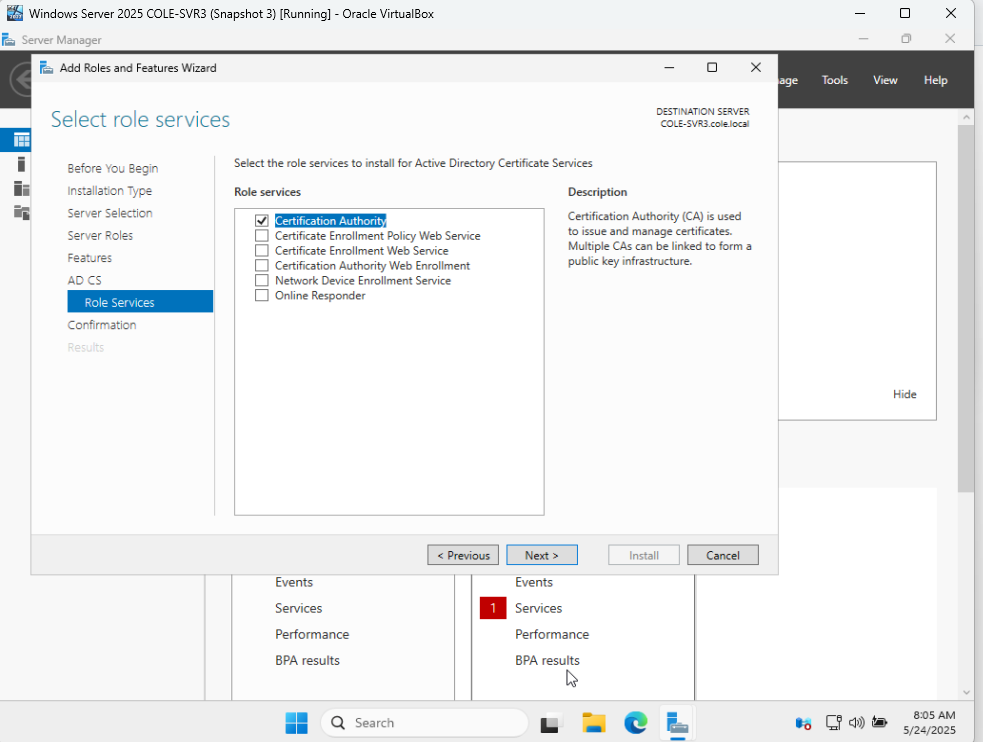 Windows Server 2025 COLE-SVR3 (Snapshot 3) [Running] - Oracle VirtualBox
Server Manager
Add Roles and Features Wizard
Tools
View
Help
Select role services
DESTINATION SERVER
COLE-SVR3.cole.local
Before You Begin
Installation Type
Server Selection
Server Roles
Features
AD CS
Role Services
Confirmation
Results
Select the role services to install for Active Directory Certificate Services
Role services
Certification Authority
Certificate Enrollment Policy Web Service
Certificate Enrollment Web Service
Certification Authority Web Enrollment
Network Device Enrollment Service
Online Responder
Description
Certification Authority (CA) is used
to issue and manage certificates.
Multiple CAs can be linked to form a
public key infrastructure.
Hide
< Previous
Next >
Install
Cancel
Events
Services
Performance
BPA results
Events
1 Services
Performance
BPA results
Search
8:05 AM
5/24/2025